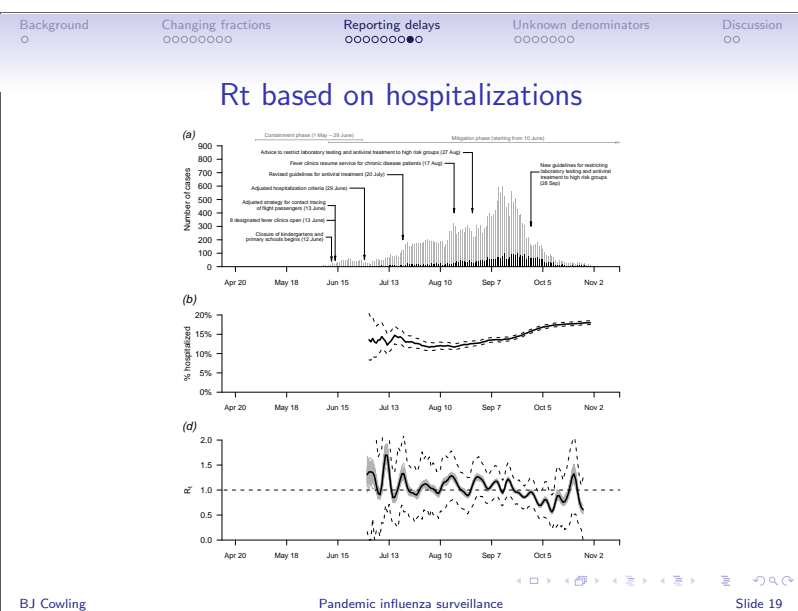 Background
Changing fractions
Reporting delays
Unknown denominators
Discussion
Rt based on hospitalizations
(a)
Containment phase (1 May – 29 June)
Mitigation phase (starting from 10 June)
Advice to restrict laboratory testing and antiviral treatment to high risk groups (27 Aug)
Fever clinics resume service for chronic disease patients (17 Aug)
Revised guidelines for antiviral treatment (20 July)
Adjusted hospitalization criteria (29 June)
Adjusted strategy for contact tracing
of flight passengers (13 June)
8 designated fever clinics open (13 June)
Closure of kindergartens and
primary schools begins (12 June)
New guidelines for restricting
laboratory testing and antiviral
treatment to high risk groups
(28 Sep)
Number of cases
900
800
700
600
500
400
300
200
100
0
Apr 20 May 18 Jun 15 Jul 13 Aug 10 Sep 7 Oct 5 Nov 2
(b)
% hospitalized
20%
15%
10%
5%
0%
Apr 20 May 18 Jun 15 Jul 13 Aug 10 Sep 7 Oct 5 Nov 2
(d)
Rt
2.0
1.5
1.0
0.5
0.0
Apr 20 May 18 Jun 15 Jul 13 Aug 10 Sep 7 Oct 5 Nov 2
BJ Cowling
Pandemic influenza surveillance
Slide 19